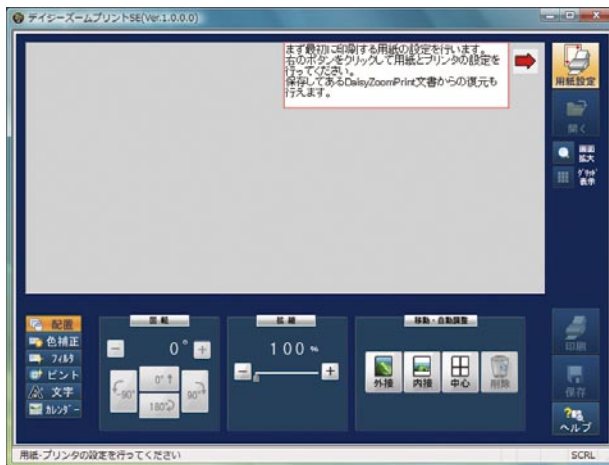 デイジーズームプリントSE(Ver.1.0.0.0)
まず最初に印刷する用紙の設定を行います。
右のボタンをクリックして用紙とプリンタの設定を
行ってください。
保存してあるDaisyZoomPrint文書からの復元も
行えます。
用紙設定
開く
画面
拡大
グリッド
表示
配置
色補正
フィルタ
ピント
文字
カレンダー
回転
0°
-90°
0°↑
180°
90°
拡縮
100%
移動・自動調整
外接
内接
中心
削除
印刷
保存
ヘルプ
用紙・プリンタの設定を行ってください
SCRL